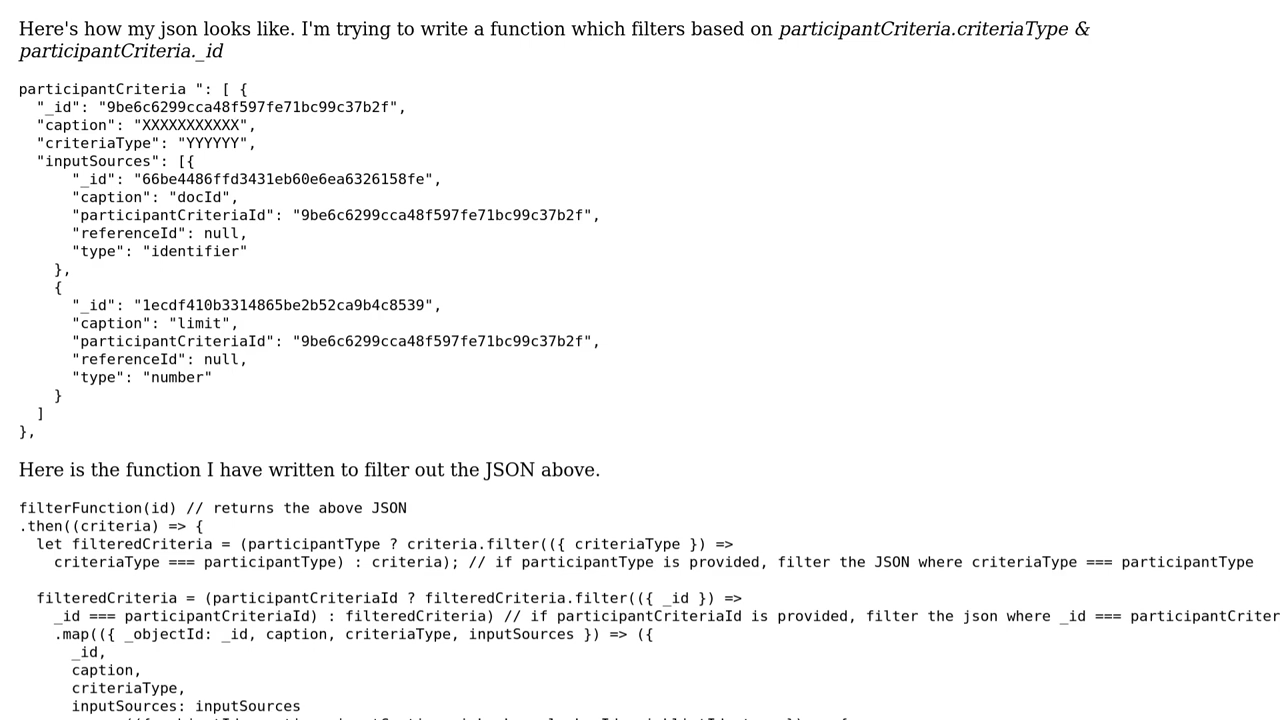 Here's how my json looks like. I'm trying to write a function which filters based on participantCriteria.criteriaType &
participantCriteria._id
participantCriteria ": [ {
  "_id": "9be6c6299cca48f597fe71bc99c37b2f",
  "caption": "XXXXXXXXXXX",
  "criteriaType": "YYYYYY",
  "inputSources": [{
      "_id": "66be4486ffd3431eb60e6ea6326158fe",
      "caption": "docId",
      "participantCriteriaId": "9be6c6299cca48f597fe71bc99c37b2f",
      "referenceId": null,
      "type": "identifier"
    },
    {
      "_id": "1ecdf410b3314865be2b52ca9b4c8539",
      "caption": "limit",
      "participantCriteriaId": "9be6c6299cca48f597fe71bc99c37b2f",
      "referenceId": null,
      "type": "number"
    }
  ]
},
Here is the function I have written to filter out the JSON above.
filterFunction(id) // returns the above JSON
.then((criteria) => {
  let filteredCriteria = (participantType ? criteria.filter(({ criteriaType }) =>
    criteriaType === participantType) : criteria); // if participantType is provided, filter the JSON where criteriaType === participantType
  filteredCriteria = (participantCriteriaId ? filteredCriteria.filter(({ _id }) =>
    _id === participantCriteriaId) : filteredCriteria) // if participantCriteriaId is provided, filter the json where _id === participantCriter
    .map(({ _objectId: _id, caption, criteriaType, inputSources }) => ({
      _id,
      caption,
      criteriaType,
      inputSources: inputSources